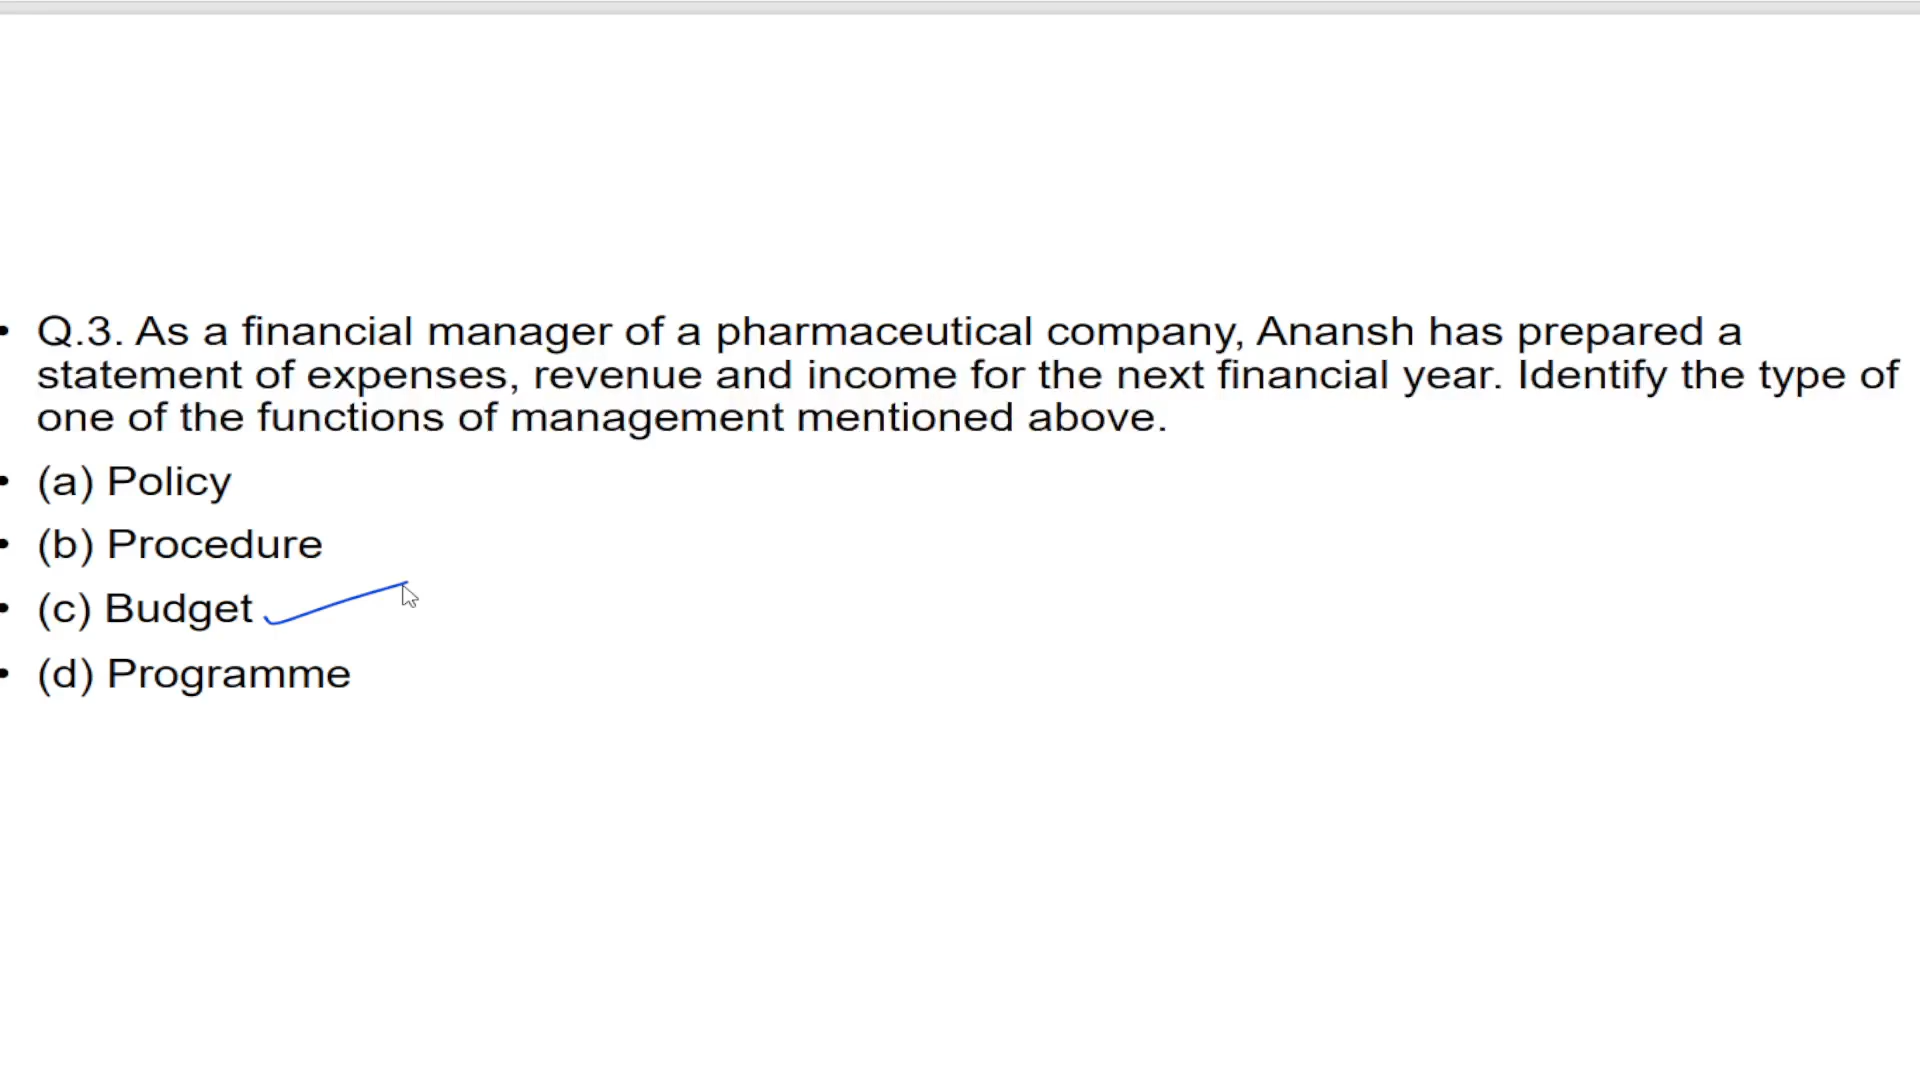 • Q.3. As a financial manager of a pharmaceutical company, Anansh has prepared a
statement of expenses, revenue and income for the next financial year. Identify the type of
one of the functions of management mentioned above.
• (a) Policy
• (b) Procedure
• (c) Budget
• (d) Programme